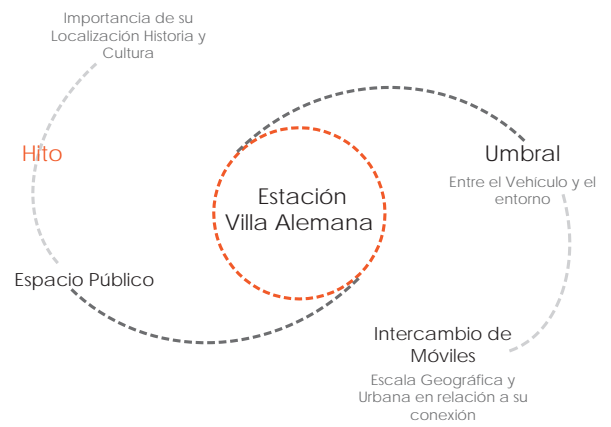 Importancia de su
Localización Historia y
Cultura
Hito
Espacio Público
Estación
Villa Alemana
Umbral
Entre el Vehículo y el
entorno
Intercambio de
Móviles
Escala Geográfica y
Urbana en relación a su
conexión